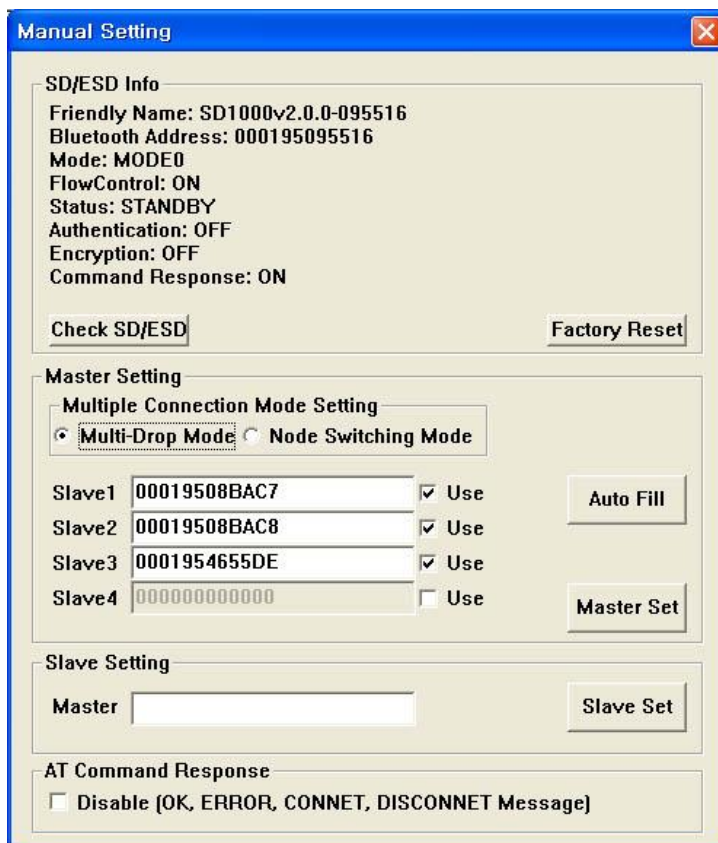 Manual Setting
SD/ESD Info
Friendly Name: SD1000v2.0.0-095516
Bluetooth Address: 000195095516
Mode: MODE0
FlowControl: ON
Status: STANDBY
Authentication: OFF
Encryption: OFF
Command Response: ON
Check SD/ESD Factory Reset
Master Setting
Multiple Connection Mode Setting
Multi-Drop Mode Node Switching Mode
Slave1 00019508BAC7 Use Auto Fill
Slave2 00019508BAC8 Use
Slave3 0001954655DE Use
Slave4 000000000000 Use Master Set
Slave Setting
Master Slave Set
AT Command Response
Disable (OK, ERROR, CONNET, DISCONNET Message)